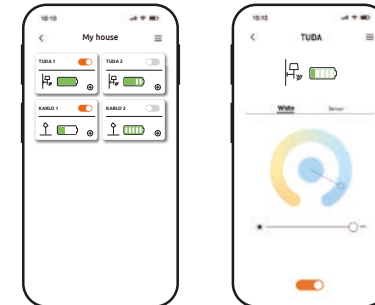 10:10
My house
TUDA 1
TUDA 2
KARLO 1
KARLO 2
10:10
TUDA
White
Sensor